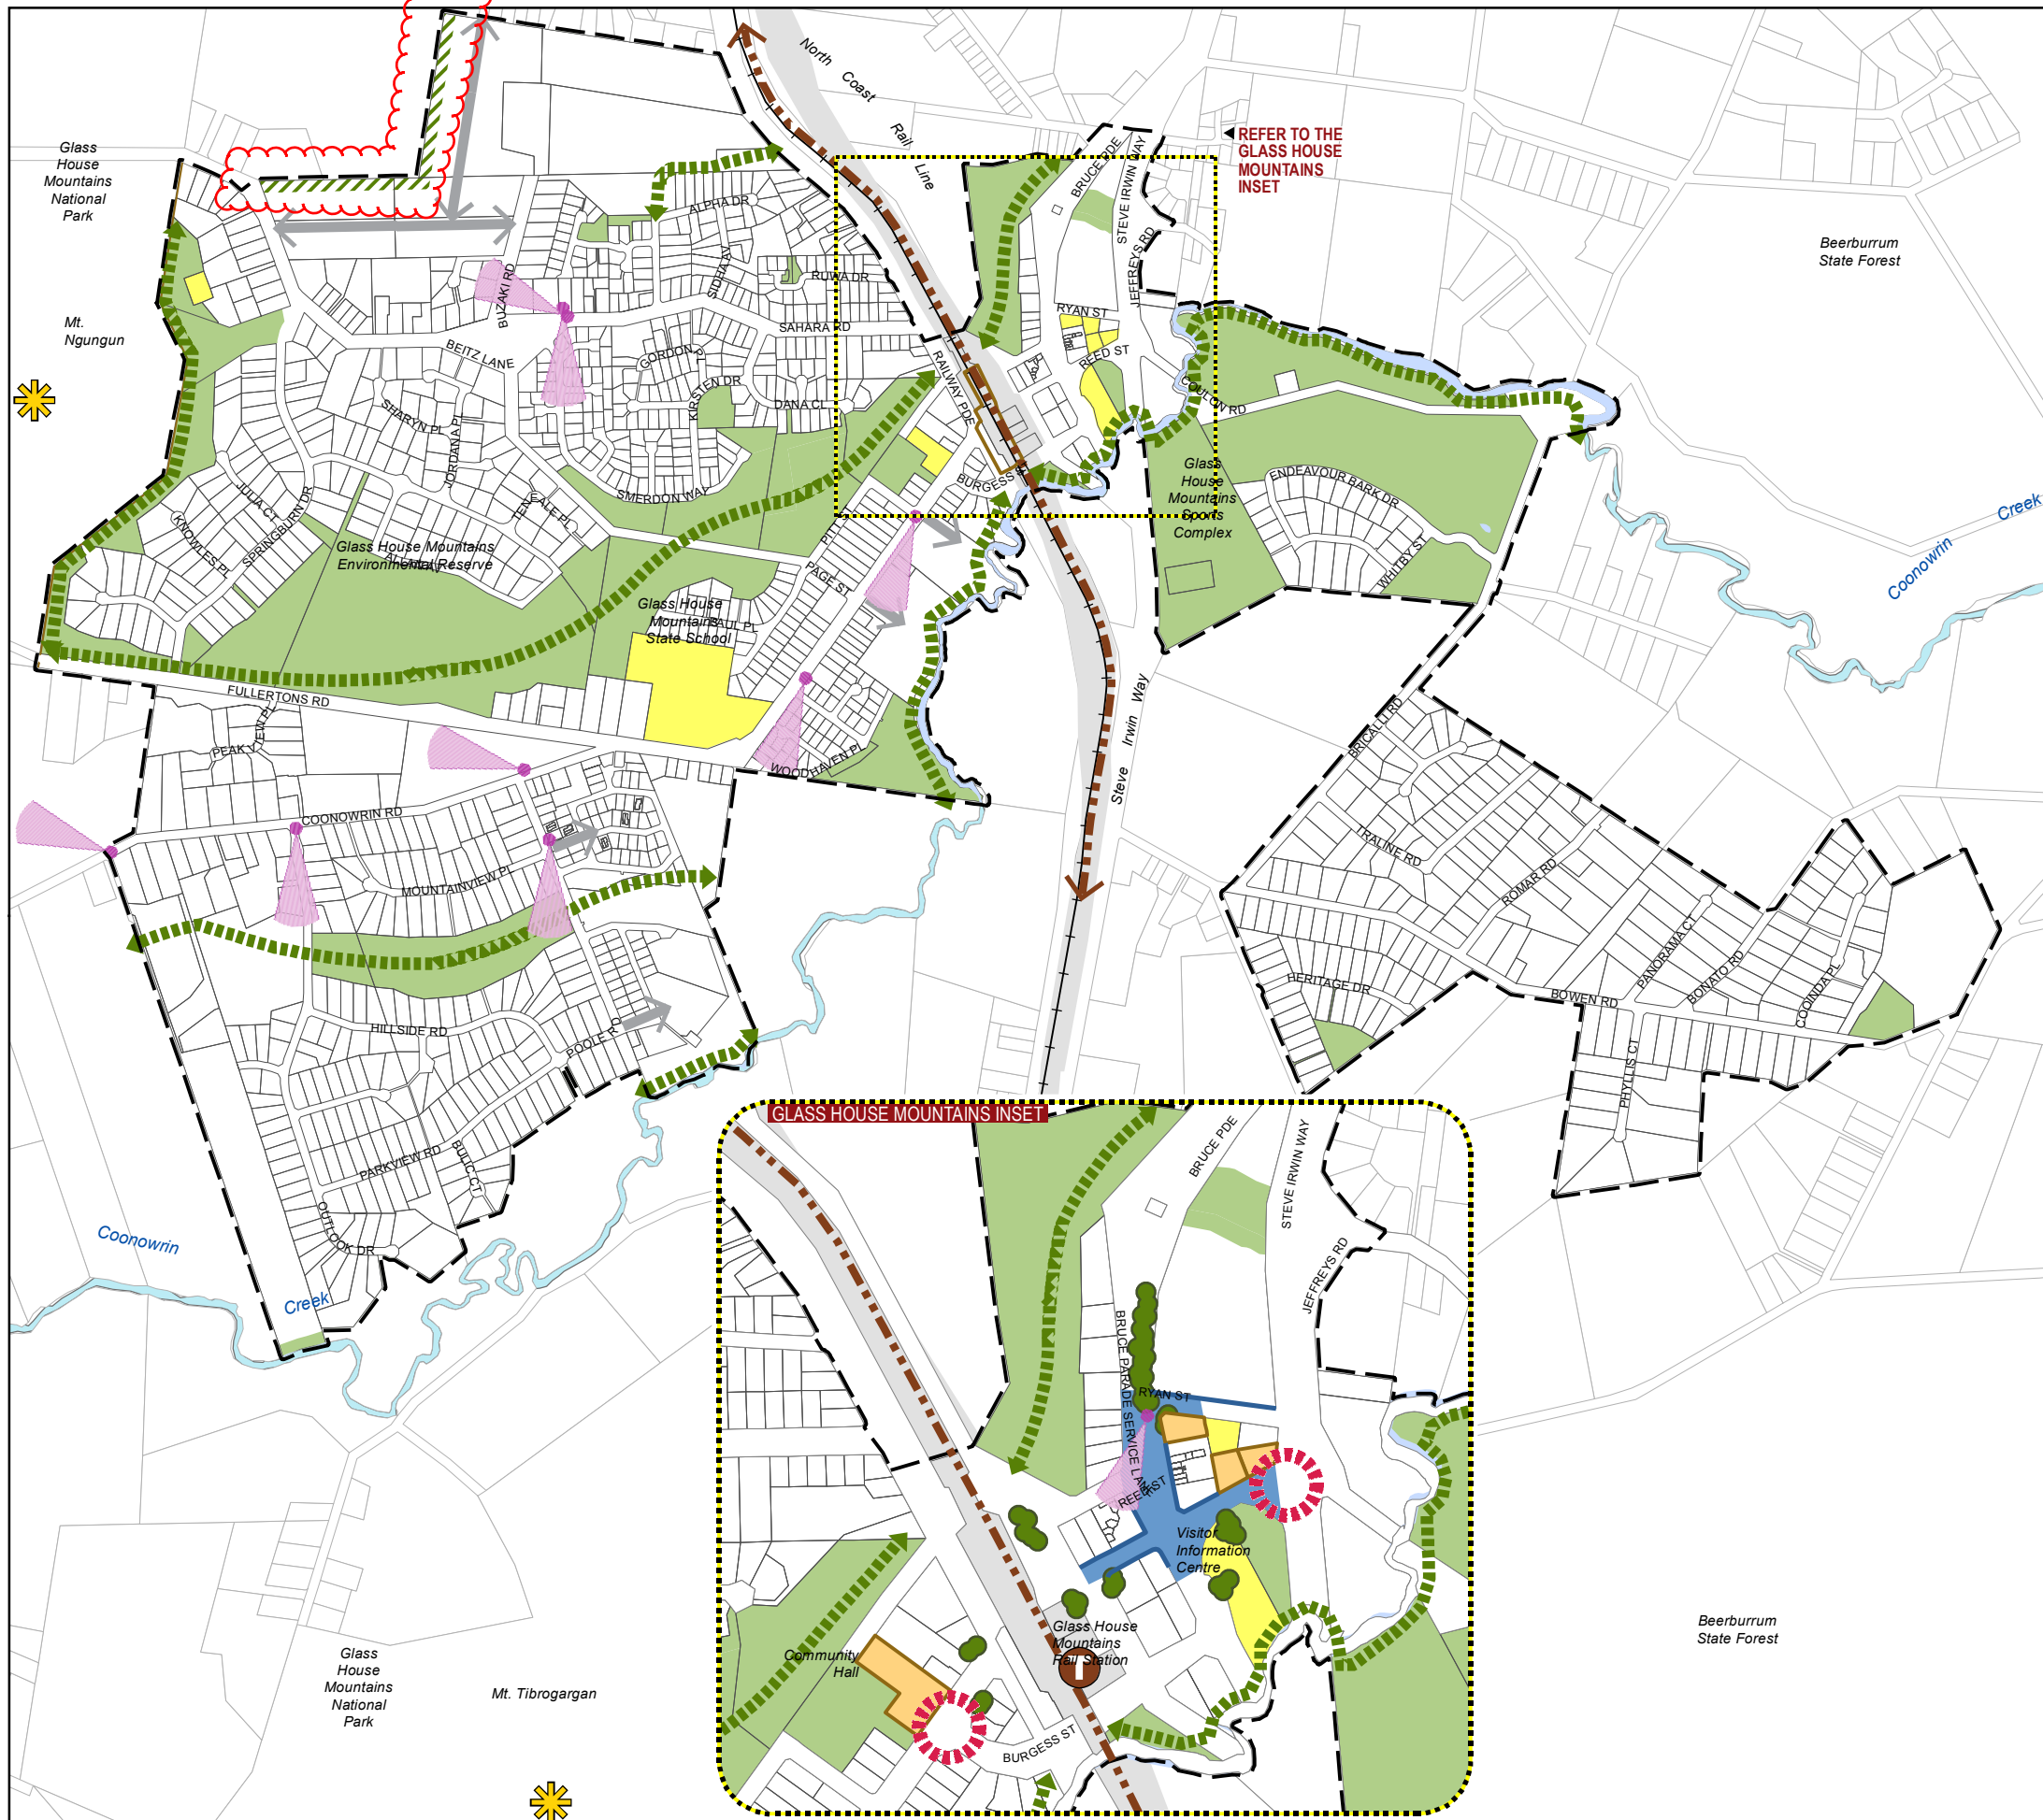 North
Coast
Rail
Line
REFER TO THE
GLASS HOUSE
MOUNTAINS
INSET
Glass
House
Mountains
National
Park
BRUCE PDE
STEVE IRWIN WAY
JEFFREYS RD
Beerburrum
State Forest
ALPHA DR
SIDHA AV
RUWA DR
BUZAKI RD
Mt.
Ngungun
SAHARA RD
RYAN ST
BEITZ LANE
GORDON PL
REED ST
RAILWAY PDE
KIRSTEN DR
DANA CL
COULON RD
SHARYN PL
JORDANA PL
Glass
House
Mountains
Sports
Complex
ENDEAVOUR BARK DR
BURGESS
SMERDON WAY
JULIA CT
KNOWLES PL
SPRINGBURN DR
Glass House Mountains
Environmental Reserve
WHITBY ST
Coonowrin
Creek
PAGE ST
Glass House
Mountains
State School
PAUL PL
FULLERTONS RD
PEAK VIEW PL
WOODHAVEN PL
Steve Irwin Way
BRICALLI RD
COONOWRIN RD
TRALINE RD
MOUNTAINVIEW PL
ROMAR RD
PANORAMA CT
BONATO RD
COOINDA PL
HERITAGE DR
BOWEN RD
HILLSIDE RD
POOLE RD
PHYLLIS CT
PARKVIEW RD
BULIC CT
OUTLOOK DR
Coonowrin
Creek
GLASS HOUSE MOUNTAINS INSET
BRUCE PDE
STEVE IRWIN WAY
JEFFREYS RD
BRUCE PARADE SERVICE LANE
RYAN ST
REED ST
Visitor
Information
Centre
Glass House
Mountains
Rail Station
T
Community
Hall
BURGESS ST
Glass
House
Mountains
National
Park
Mt. Tibrogargan
Beerburrum
State Forest